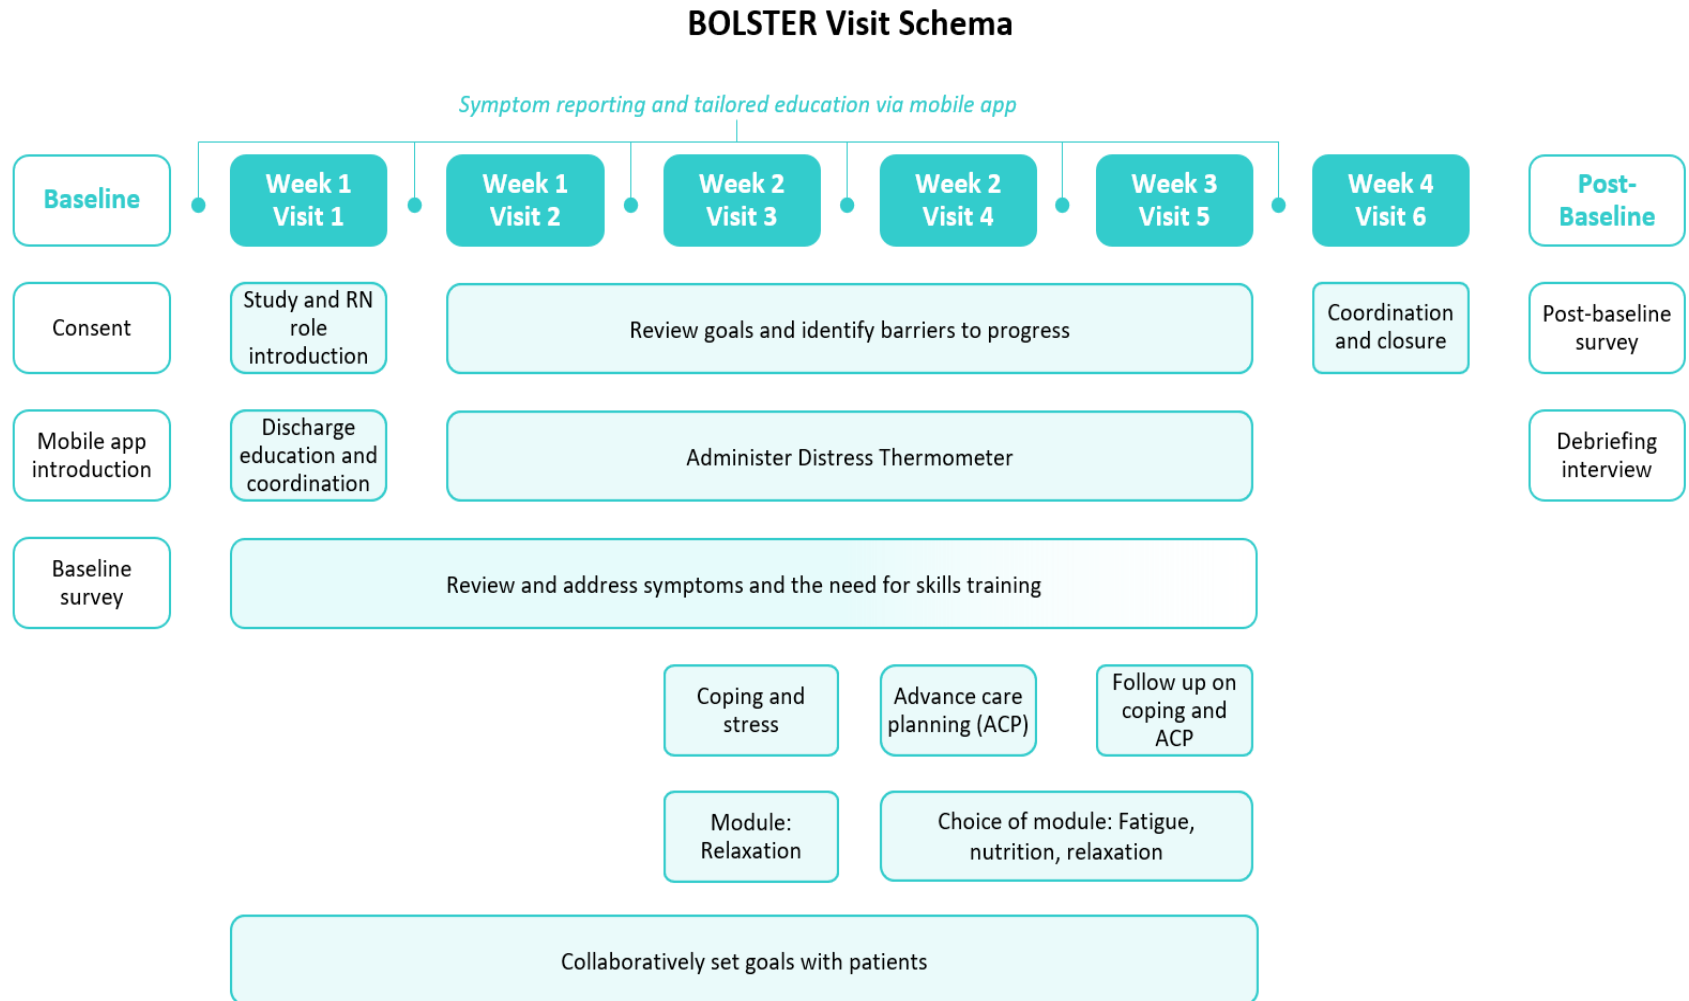 BOLSTER Visit Schema
Symptom reporting and tailored education via mobile app
Baseline
Week 1
Visit 1
Week 1
Visit 2
Week 2
Visit 3
Week 2
Visit 4
Week 3
Visit 5
Week 4
Visit 6
Post-
Baseline
Consent
Study and RN
role
introduction
Review goals and identify barriers to progress
Coordination
and closure
Post-baseline
survey
Mobile app
introduction
Discharge
education and
coordination
Administer Distress Thermometer
Debriefing
interview
Baseline
survey
Review and address symptoms and the need for skills training
Coping and
stress
Advance care
planning (ACP)
Follow up on
coping and
ACP
Module:
Relaxation
Choice of module: Fatigue,
nutrition, relaxation
Collaboratively set goals with patients